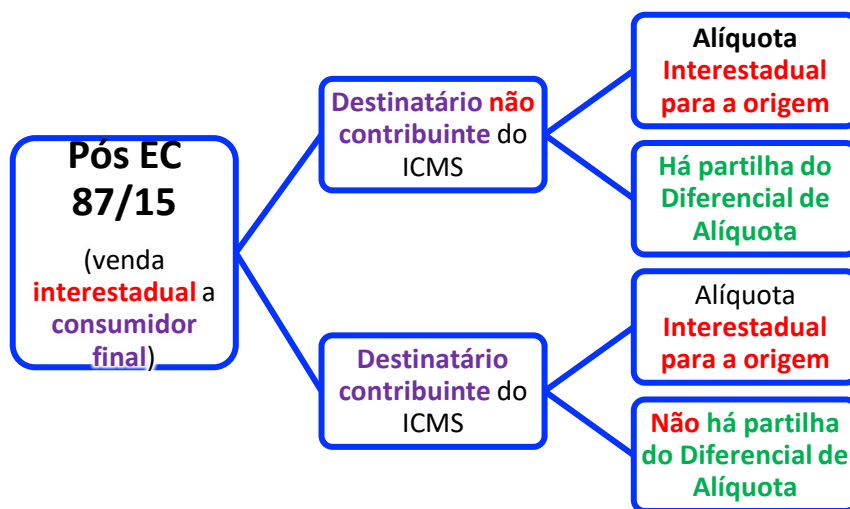 Pós EC
87/15
(venda
interestadual a
consumidor
final)
Destinatário não
contribuinte do
ICMS
Alíquota
Interestadual
para a origem
Há partilha do
Diferencial de
Alíquota
Destinatário
contribuinte do
ICMS
Alíquota
Interestadual
para a origem
Não há partilha
do Diferencial de
Alíquota